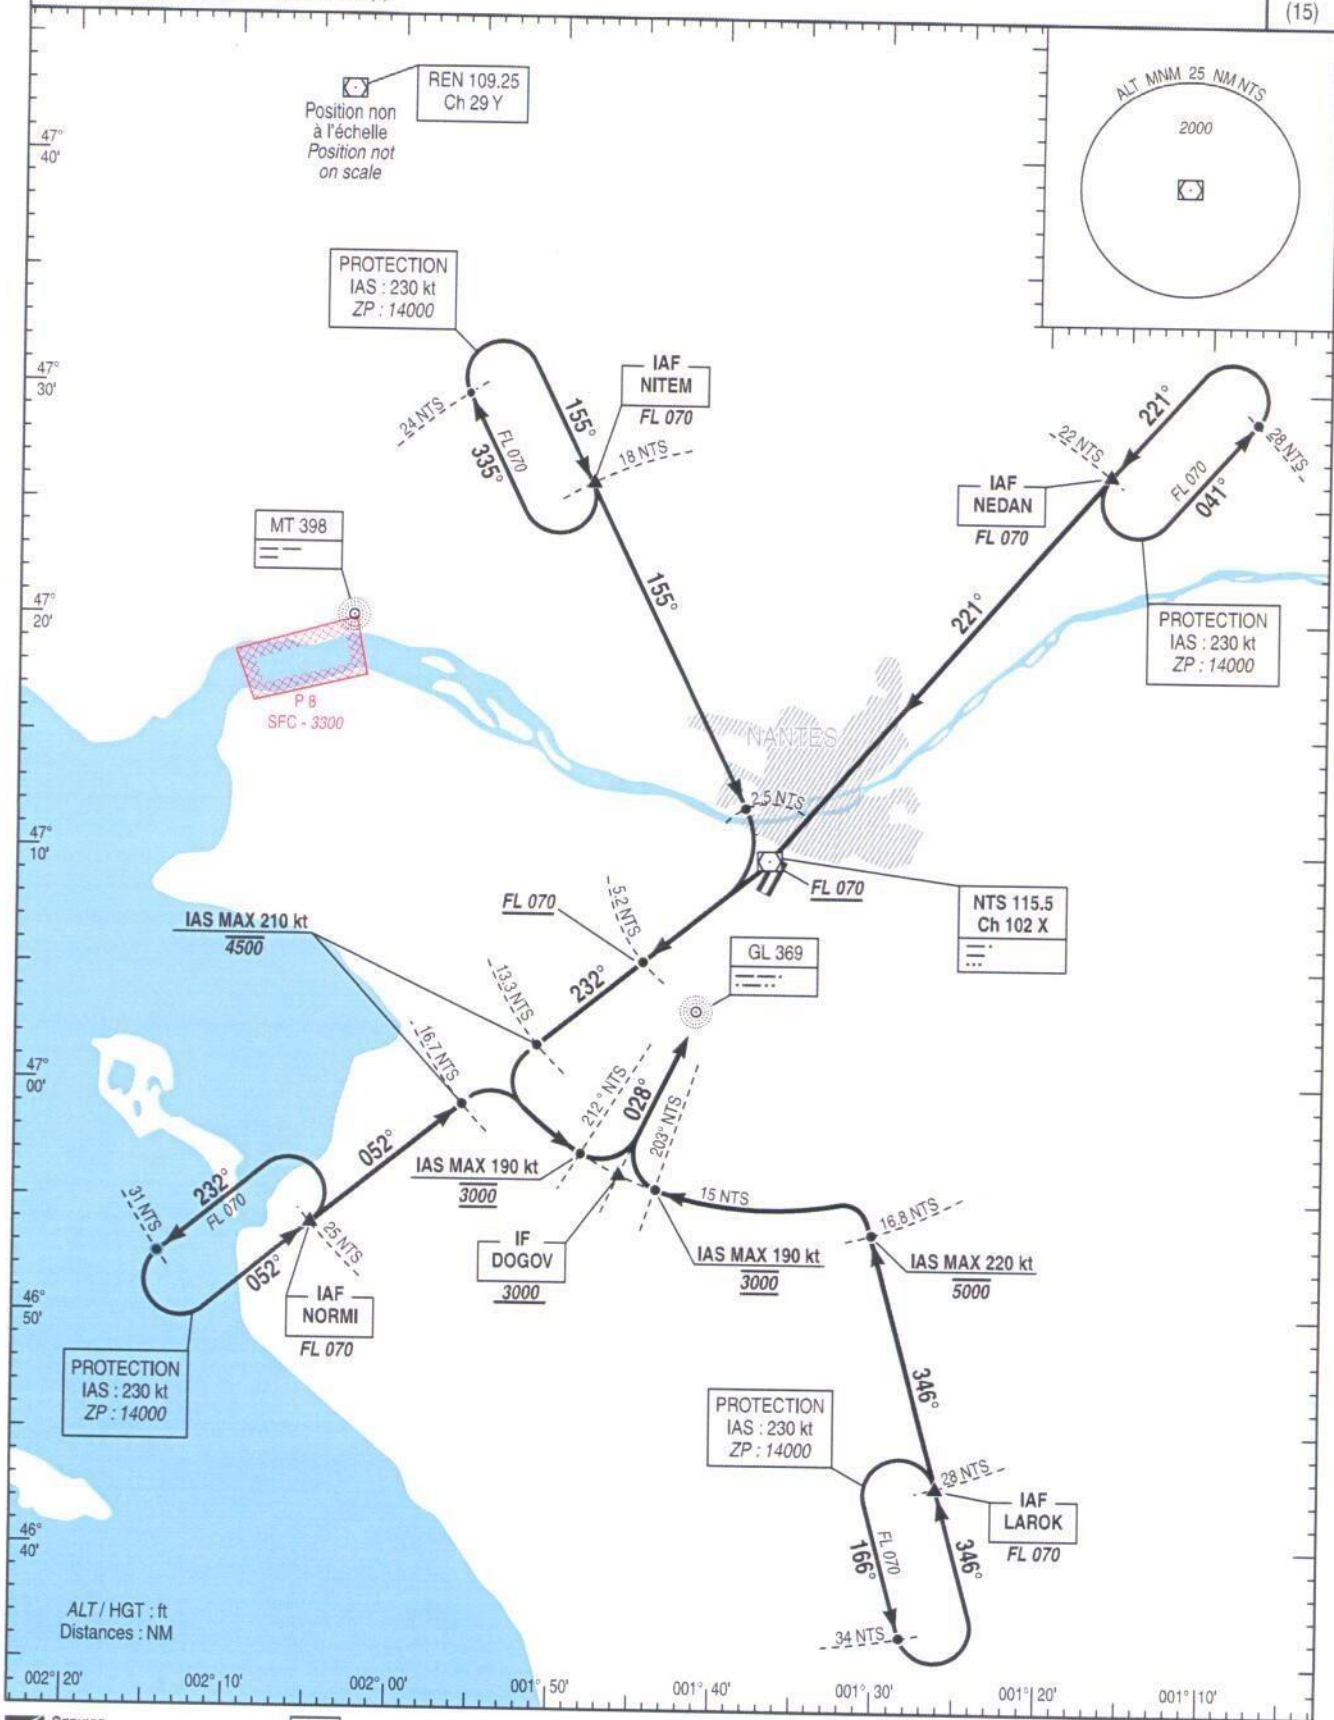 (15)
REN 109.25
Ch 29 Y
Position non
à l'échelle
Position not
on scale
ALT MNM 25 NM NTS
2000
47°
40'
PROTECTION
IAS : 230 kt
ZP : 14000
IAF
NITEM
FL 070
47°
30'
24 NTS
FL 070
335°
155°
18 NTS
221°
22 NTS
28 NTS
FL 070
041°
IAF
NEDAN
FL 070
MT 398
155°
221°
47°
20'
PROTECTION
IAS : 230 kt
ZP : 14000
P 8
SFC - 3300
NANTES
2.5 NTS
47°
10'
FL 070
FL 070
5.2 NTS
NTS 115.5
Ch 102 X
IAS MAX 210 kt
4500
GL 369
13.3 NTS
232°
16.7 NTS
47°
00'
212° NTS
028°
203° NTS
052°
IAS MAX 190 kt
3000
15 NTS
16.8 NTS
232°
FL 070
31 NTS
25 NTS
052°
IF
DOGOV
3000
IAS MAX 190 kt
3000
IAS MAX 220 kt
5000
IAF
NORMI
FL 070
46°
50'
PROTECTION
IAS : 230 kt
ZP : 14000
346°
PROTECTION
IAS : 230 kt
ZP : 14000
28 NTS
IAF
LAROK
FL 070
46°
40'
FL 070
166°
346°
34 NTS
ALT / HGT : ft
Distances : NM
002° 20'
002° 10'
002° 00'
001° 50'
001° 40'
001° 30'
001° 20'
001° 10'